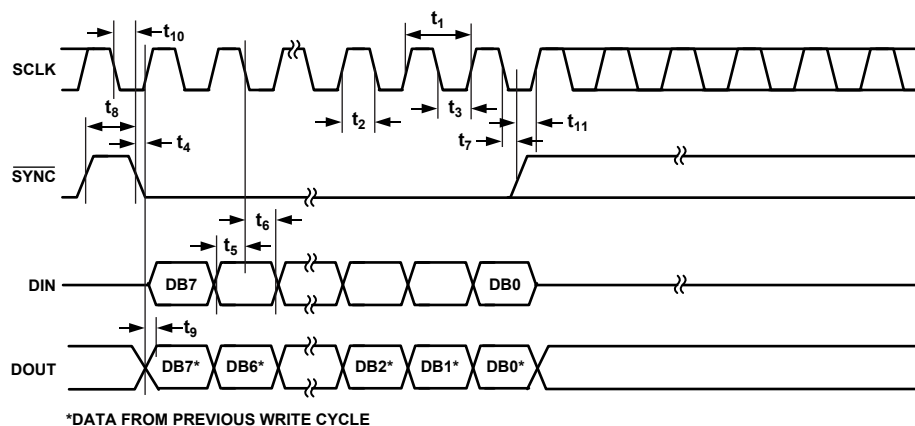 t10
t1
SCLK
t8
t2
t3
t11
t4
t7
SYNC
t6
t5
DIN
DB7
DB0
t9
DOUT
DB7*
DB6*
DB2*
DB1*
DB0*
*DATA FROM PREVIOUS WRITE CYCLE